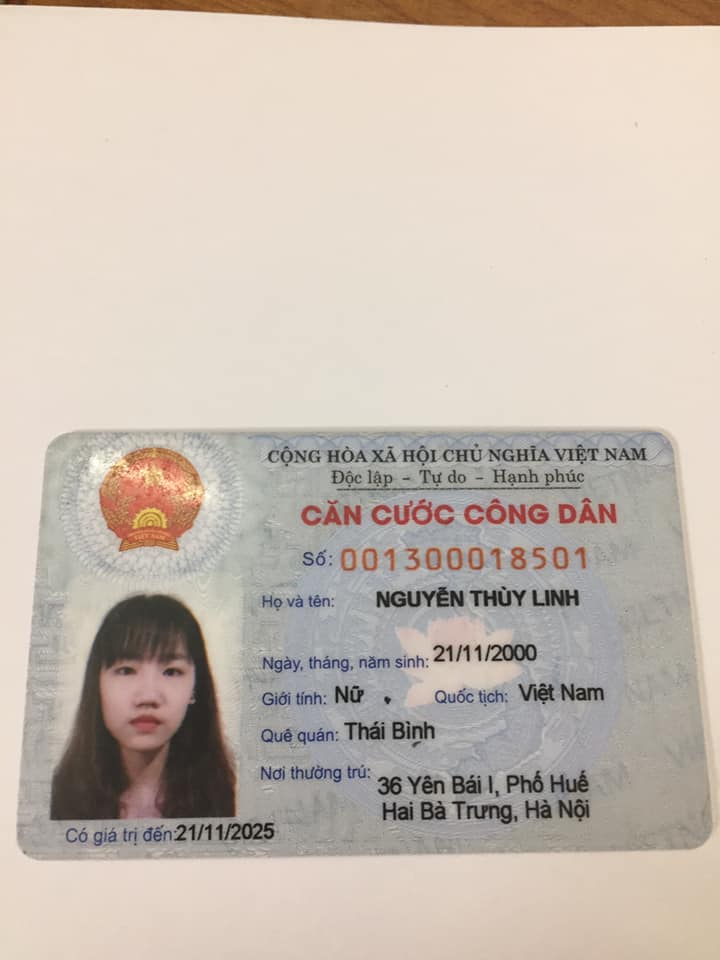 CỘNG HÒA XÃ HỘI CHỦ NGHĨA VIỆT NAM
Độc lập - Tự do - Hạnh phúc
CĂN CƯỚC CÔNG DÂN
Số: 001300018501
Họ và tên: NGUYỄN THÙY LINH
Ngày, tháng, năm sinh: 21/11/2000
Giới tính: Nữ Quốc tịch: Việt Nam
Quê quán: Thái Bình
Nơi thường trú: 36 Yên Bái I, Phố Huế
Hai Bà Trưng, Hà Nội
Có giá trị đến: 21/11/2025
VIỆT NAM